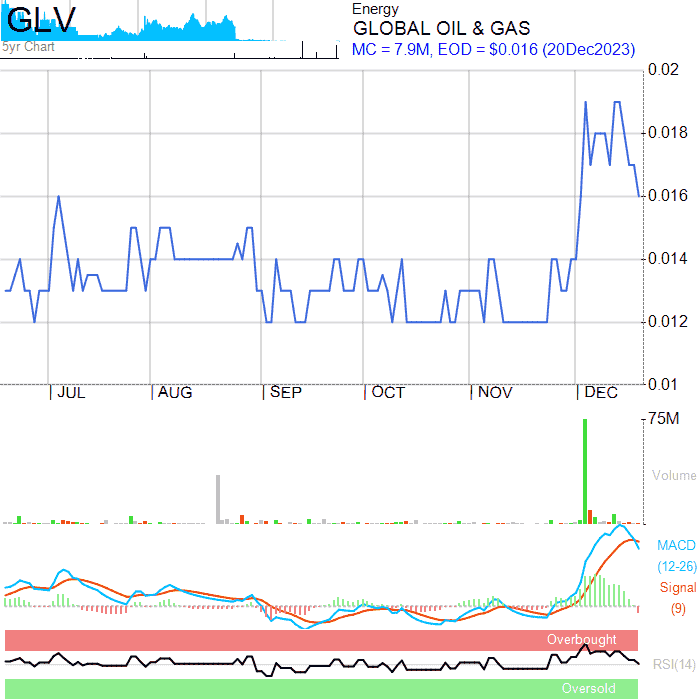 GLV
5yr Chart
Energy
GLOBAL OIL & GAS
MC = 7.9M, EOD = $0.016 (20Dec2023)
0.02
0.018
0.016
0.014
0.012
0.01
JUL AUG SEP OCT NOV DEC
75M
Volume
MACD
(12-26)
Signal
(9)
Overbought
RSI(14)
Oversold